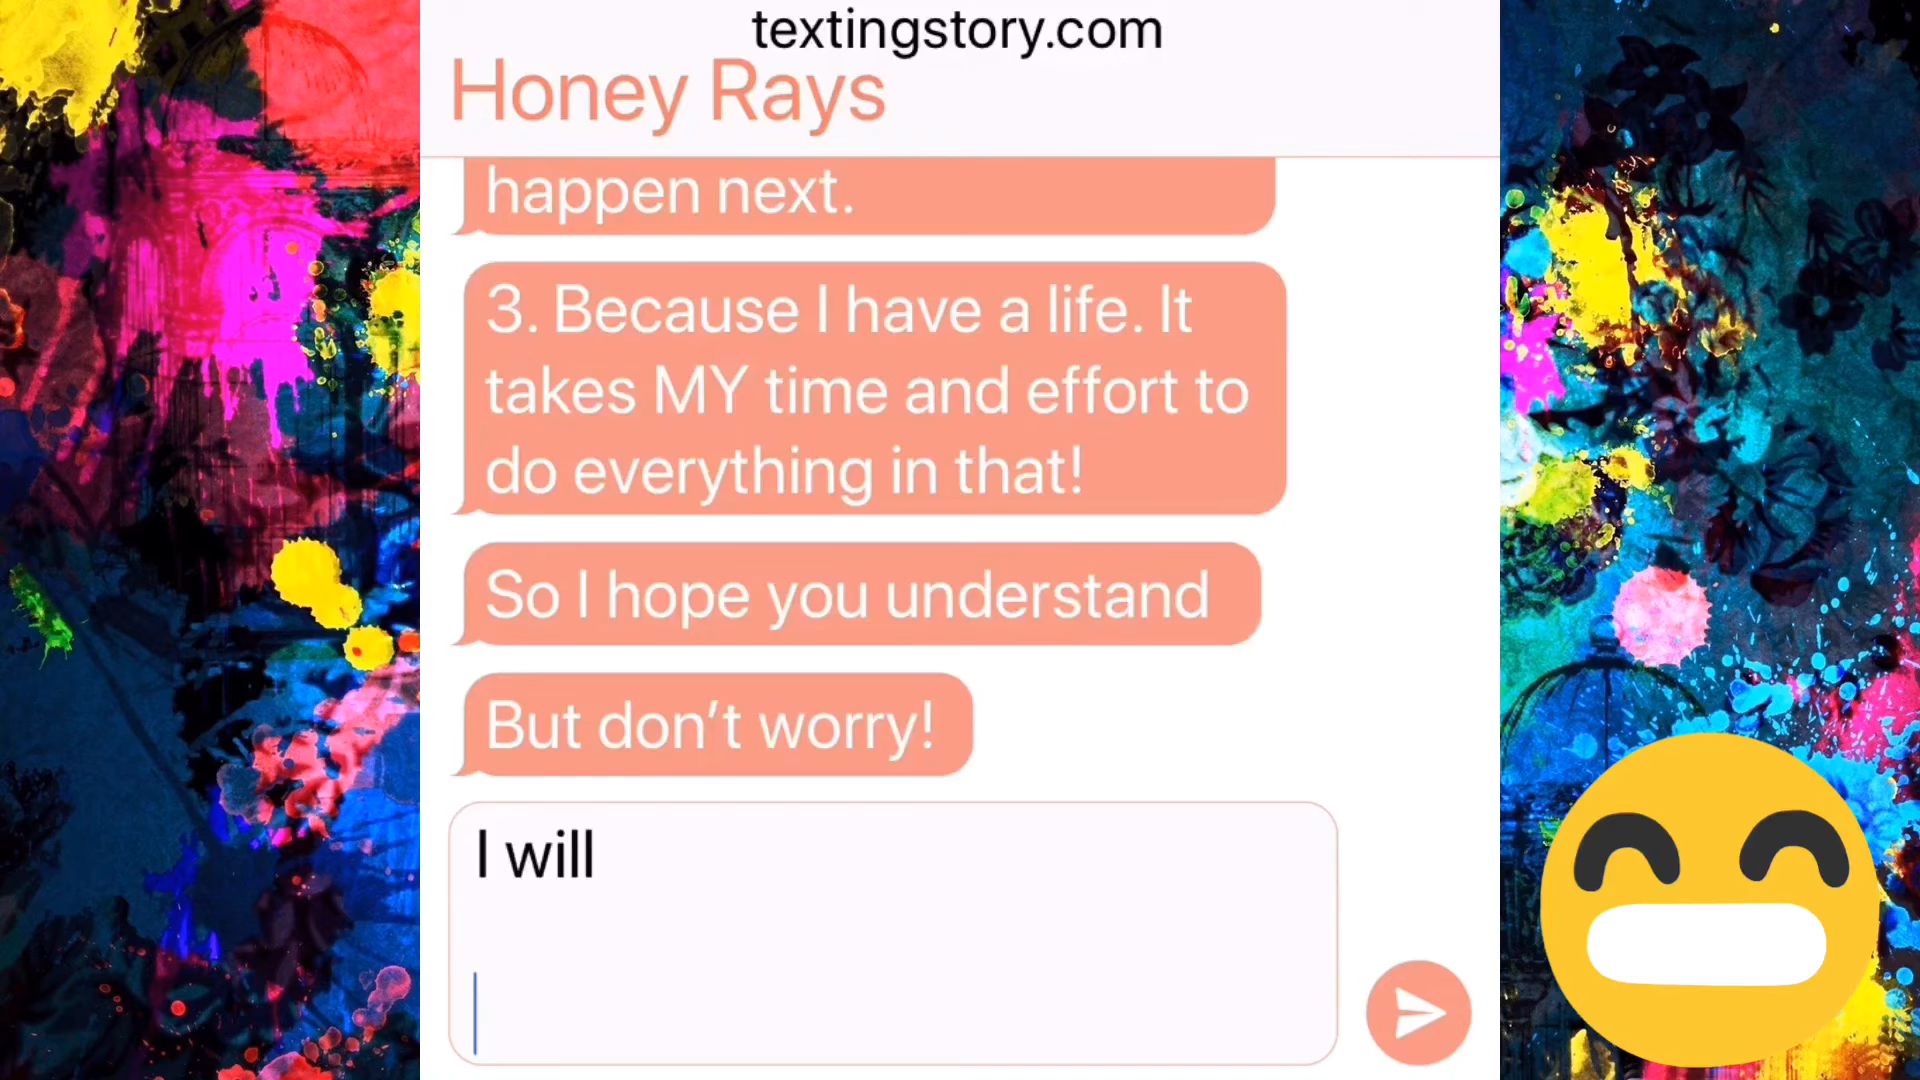 textingstory.com
Honey Rays
happen next.
3. Because I have a life. It
takes MY time and effort to
do everything in that!
So I hope you understand
But don’t worry!
I will